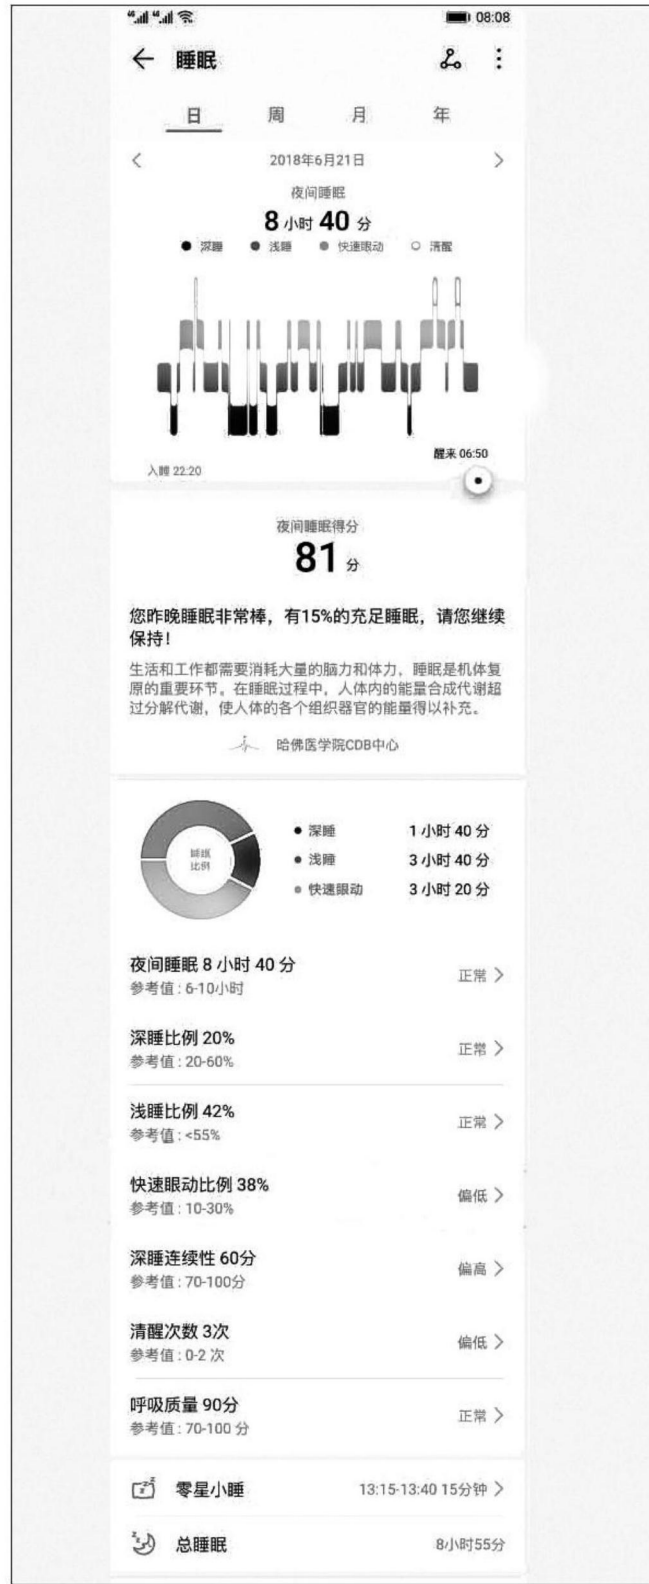 08:08
睡眠
日 周 月 年
2018年6月21日
夜间睡眠
8 小时 40 分
深睡 浅睡 快速眼动 清醒
醒来 06:50
入睡 22:20
夜间睡眠得分
81 分
您昨晚睡眠非常棒，有15%的充足睡眠，请您继续
保持！
生活和工作都需要消耗大量的脑力和体力，睡眠是机体复
原的重要环节。在睡眠过程中，人体内的能量合成代谢超
过分解代谢，使人体的各个组织器官的能量得以补充。
哈佛医学院CDB中心
睡眠
比例
深睡 1 小时 40 分
浅睡 3 小时 40 分
快速眼动 3 小时 20 分
夜间睡眠 8 小时 40 分
参考值 : 6-10小时
正常
深睡比例 20%
参考值 : 20-60%
正常
浅睡比例 42%
参考值 : <55%
正常
快速眼动比例 38%
参考值 : 10-30%
偏低
深睡连续性 60分
参考值 : 70-100分
偏高
清醒次数 3次
参考值 : 0-2 次
偏低
呼吸质量 90分
参考值 : 70-100 分
正常
零星小睡 13:15-13:40 15分钟
总睡眠 8小时55分